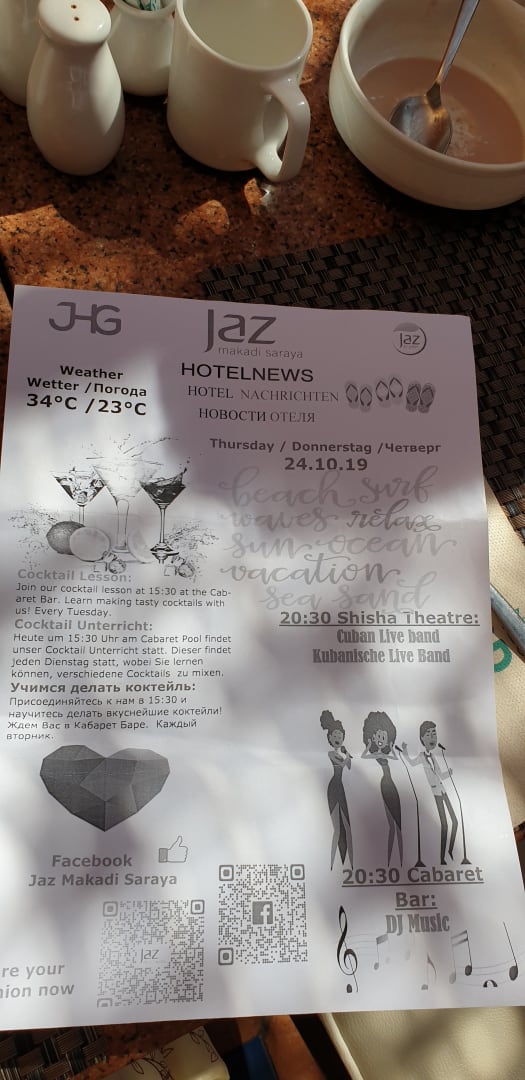 JHG
Jaz
makadi saraya
Jaz
HOTELNEWS
HOTEL NACHRICHTEN
НОВОСТИ ОТЕЛЯ
Weather
Wetter /Погода
34°C /23°C
Thursday / Donnerstag /Четверг
24.10.19
beach surf
waves relax
sun ocean
vacation
sea sand
Cocktail Lesson:
Join our cocktail lesson at 15:30 at the Cab-
aret Bar. Learn making tasty cocktails with
us! Every Tuesday.
Cocktail Unterricht:
Heute um 15:30 Uhr am Cabaret Pool findet
unser Cocktail Unterricht statt. Dieser findet
jeden Dienstag statt, wobei Sie lernen
können, verschiedene Cocktails zu mixen.
Учимся делать коктейль:
Присоединяйтесь к нам в 15:30 и
научитесь делать вкуснейшие коктейли!
Ждем Вас в Кабарет Баре. Каждый
вторник.
20:30 Shisha Theatre:
Cuban Live band
Kubanische Live Band
Facebook
Jaz Makadi Saraya
20:30 Cabaret
Bar:
DJ Music
Jaz
re your
nion now